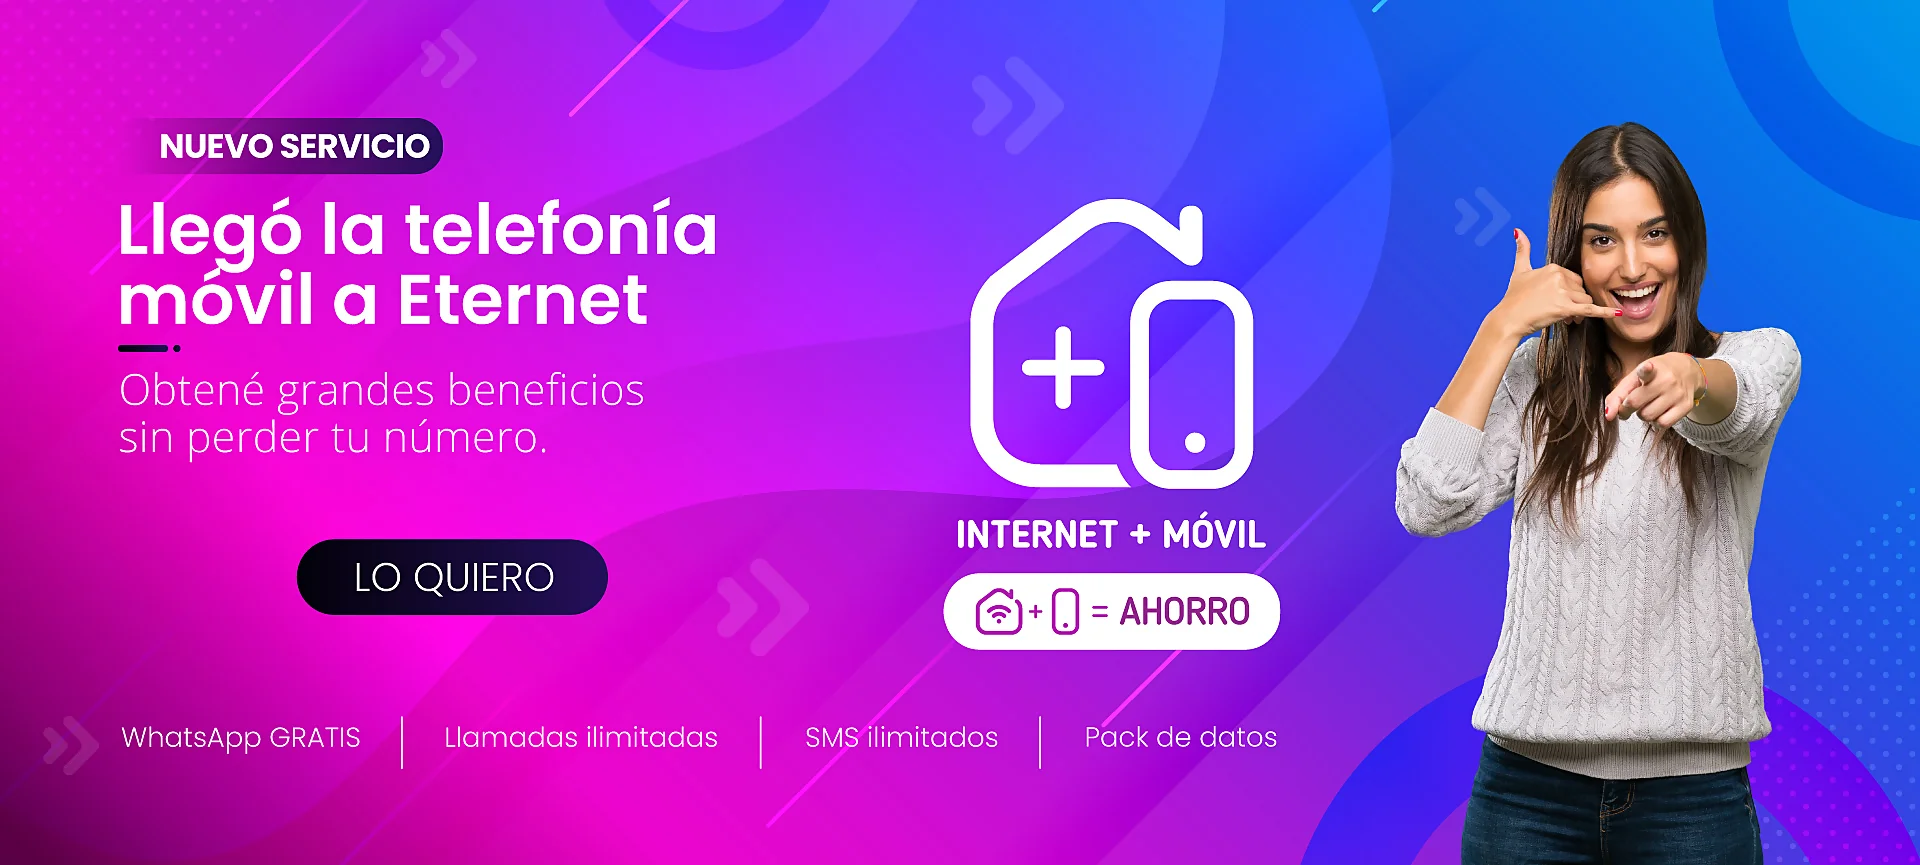 NUEVO SERVICIO
Llegó la telefonía
móvil a Eternet
Obtené grandes beneficios
sin perder tu número.
LO QUIERO
INTERNET + MÓVIL
+ = AHORRO
WhatsApp GRATIS
Llamadas ilimitadas
SMS ilimitados
Pack de datos